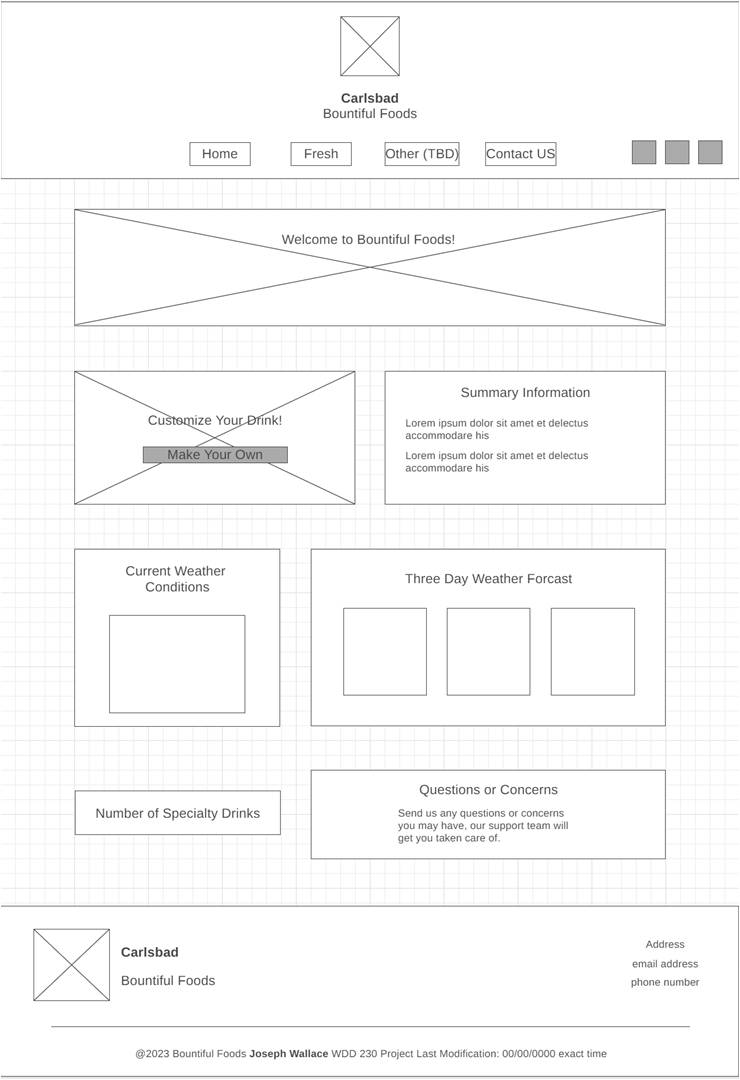 Carlsbad
Bountiful Foods
Home Fresh Other (TBD) Contact US
Welcome to Bountiful Foods!
Customize Your Drink!
Make Your Own
Summary Information
Lorem ipsum dolor sit amet et delectus
accommodare his
Lorem ipsum dolor sit amet et delectus
accommodare his
Current Weather
Conditions
Three Day Weather Forcast
Number of Specialty Drinks
Questions or Concerns
Send us any questions or concerns
you may have, our support team will
get you taken care of.
Carlsbad
Bountiful Foods
Address
email address
phone number
@2023 Bountiful Foods Joseph Wallace WDD 230 Project Last Modification: 00/00/0000 exact time